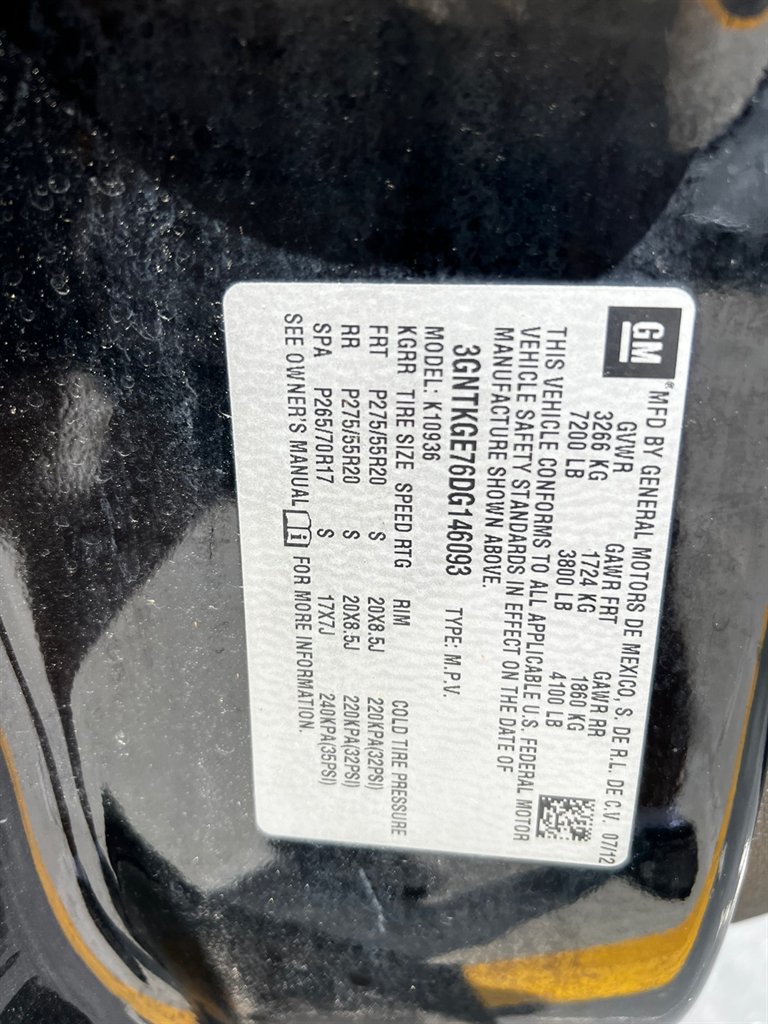 GM
® MFD BY GENERAL MOTORS DE MEXICO, S. DE R.L. DE C.V. 07/12
GVWR GAWR FRT GAWR RR
3266 KG 1724 KG 1860 KG
7200 LB 3800 LB 4100 LB
THIS VEHICLE CONFORMS TO ALL APPLICABLE U.S. FEDERAL MOTOR
VEHICLE SAFETY STANDARDS IN EFFECT ON THE DATE OF
MANUFACTURE SHOWN ABOVE.
3GNTKGE76DG146093 TYPE: M.P.V.
MODEL: K10936
KGRR TIRE SIZE SPEED RTG RIM COLD TIRE PRESSURE
FRT P275/55R20 S 20X8.5J 220KPA(32PSI)
RR P275/55R20 S 20X8.5J 220KPA(32PSI)
SPA P265/70R17 S 17X7J 240KPA(35PSI)
SEE OWNER'S MANUAL i FOR MORE INFORMATION.